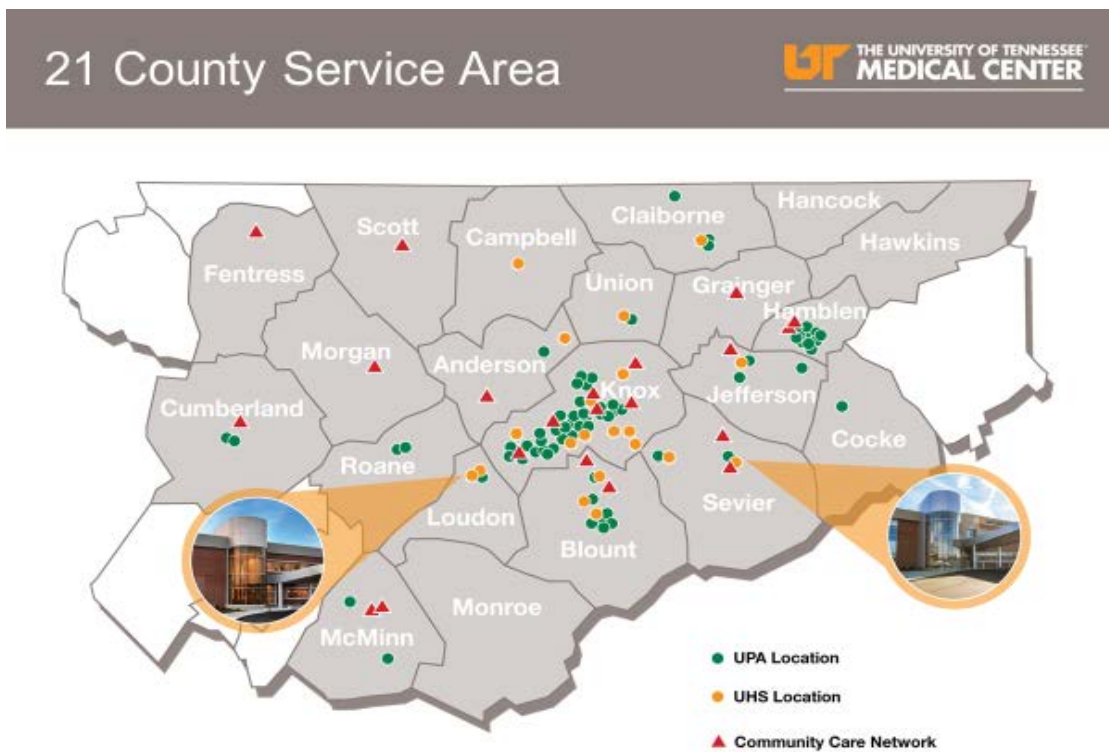 21 County Service Area
UT THE UNIVERSITY OF TENNESSEE
MEDICAL CENTER
Hancock
Claiborne
Scott
Campbell
Hawkins
Fentress
Union
Grainger
Hamblen
Morgan
Anderson
Knox
Jefferson
Cumberland
Cocke
Roane
Sevier
Loudon
Blount
Monroe
McMinn
UPA Location
UHS Location
Community Care Network